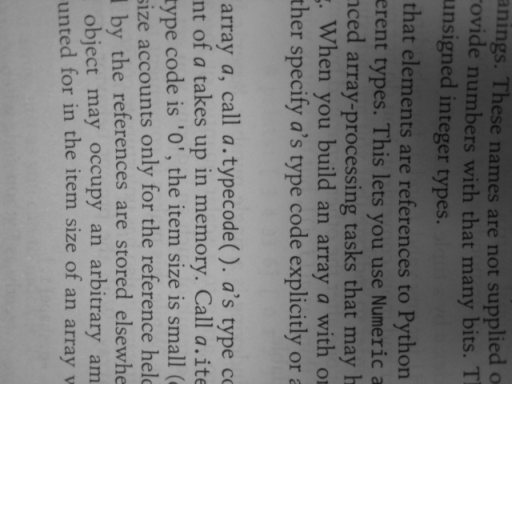 anings. These names are not supplied o
rovide numbers with that many bits. T
unsigned integer types.
that elements are references to Python
erent types. This lets you use Numeric a
nced array-processing tasks that may h
g. When you build an array a with or
ther specify a's type code explicitly or a
array a, call a.typecode(). a's type co
nt of a takes up in memory. Call a.ite
type code is 'O', the item size is small (
size accounts only for the reference held
d by the references are stored elsewhe
object may occupy an arbitrary am
unted for in the item size of an array w